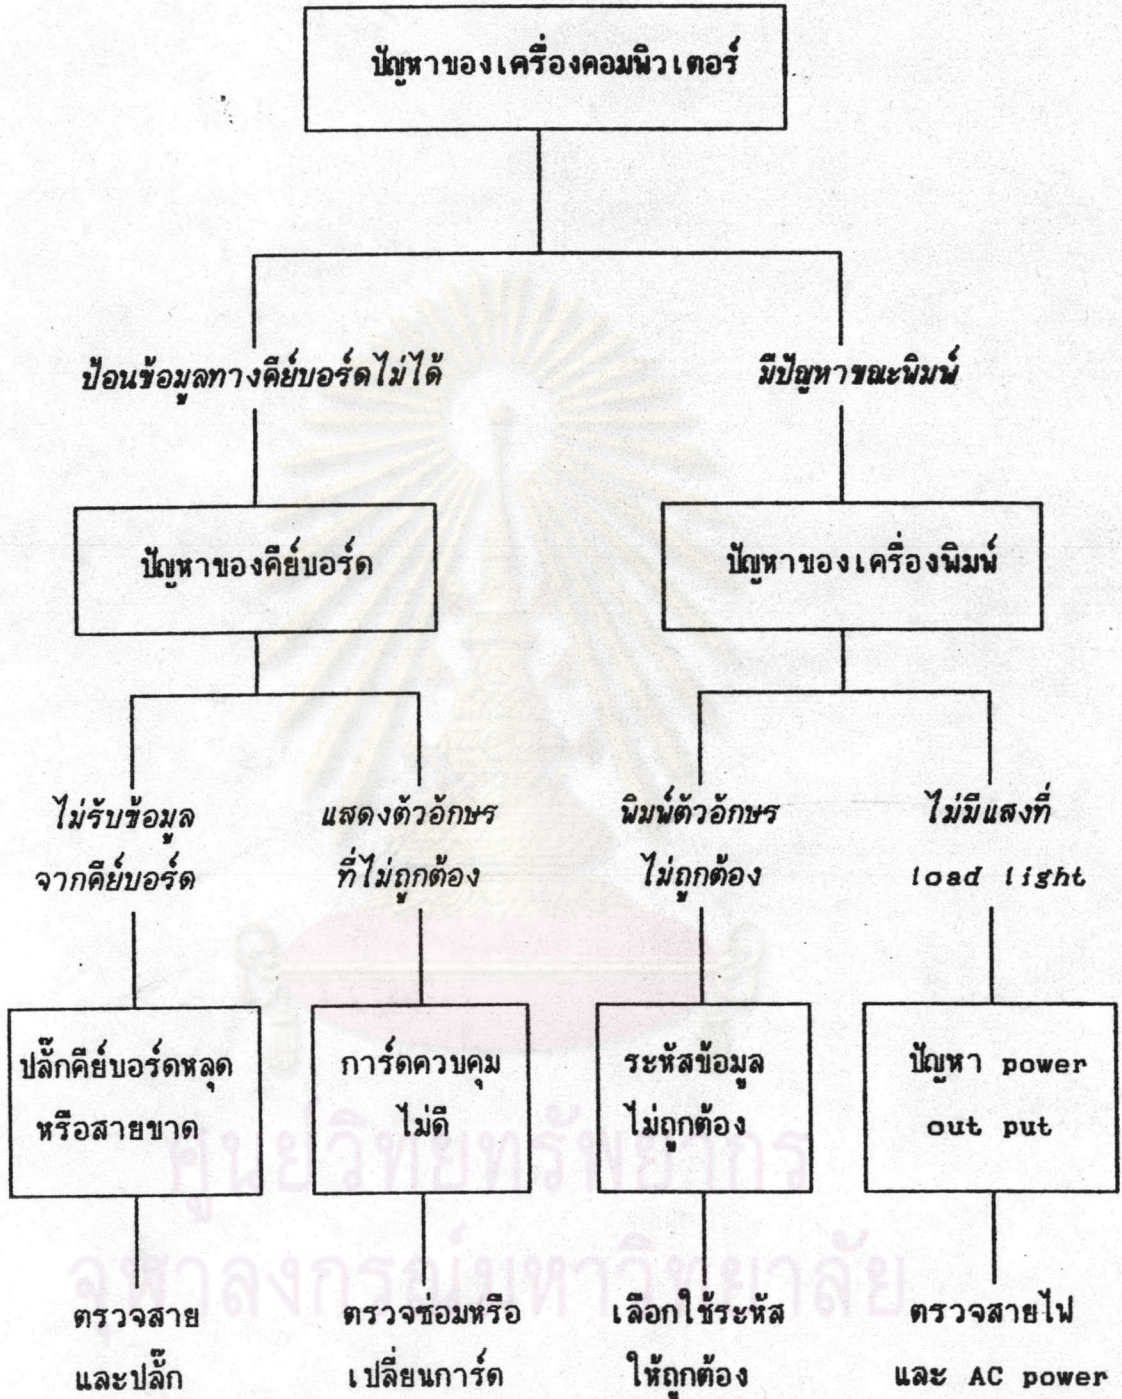 ปัญหาของเครื่องคอมพิวเตอร์
ป้อนข้อมูลทางคีย์บอร์ดไม่ได้
มีปัญหาขณะพิมพ์
ปัญหาของคีย์บอร์ด
ปัญหาของเครื่องพิมพ์
ไม่รับข้อมูล
จากคีย์บอร์ด
แสดงตัวอักษร
ที่ไม่ถูกต้อง
พิมพ์ตัวอักษร
ไม่ถูกต้อง
ไม่มีแสงที่
load light
ปลั๊กคีย์บอร์ดหลุด
หรือสายขาด
การ์ดควบคุม
ไม่ดี
ระหัสข้อมูล
ไม่ถูกต้อง
ปัญหา power
out put
ศูนย์วิทยทรัพยากร
จุฬาลงกรณ์มหาวิทยาลัย
ตรวจสาย
และปลั๊ก
ตรวจซ่อมหรือ
เปลี่ยนการ์ด
เลือกใช้ระหัส
ให้ถูกต้อง
ตรวจสายไฟ
และ AC power